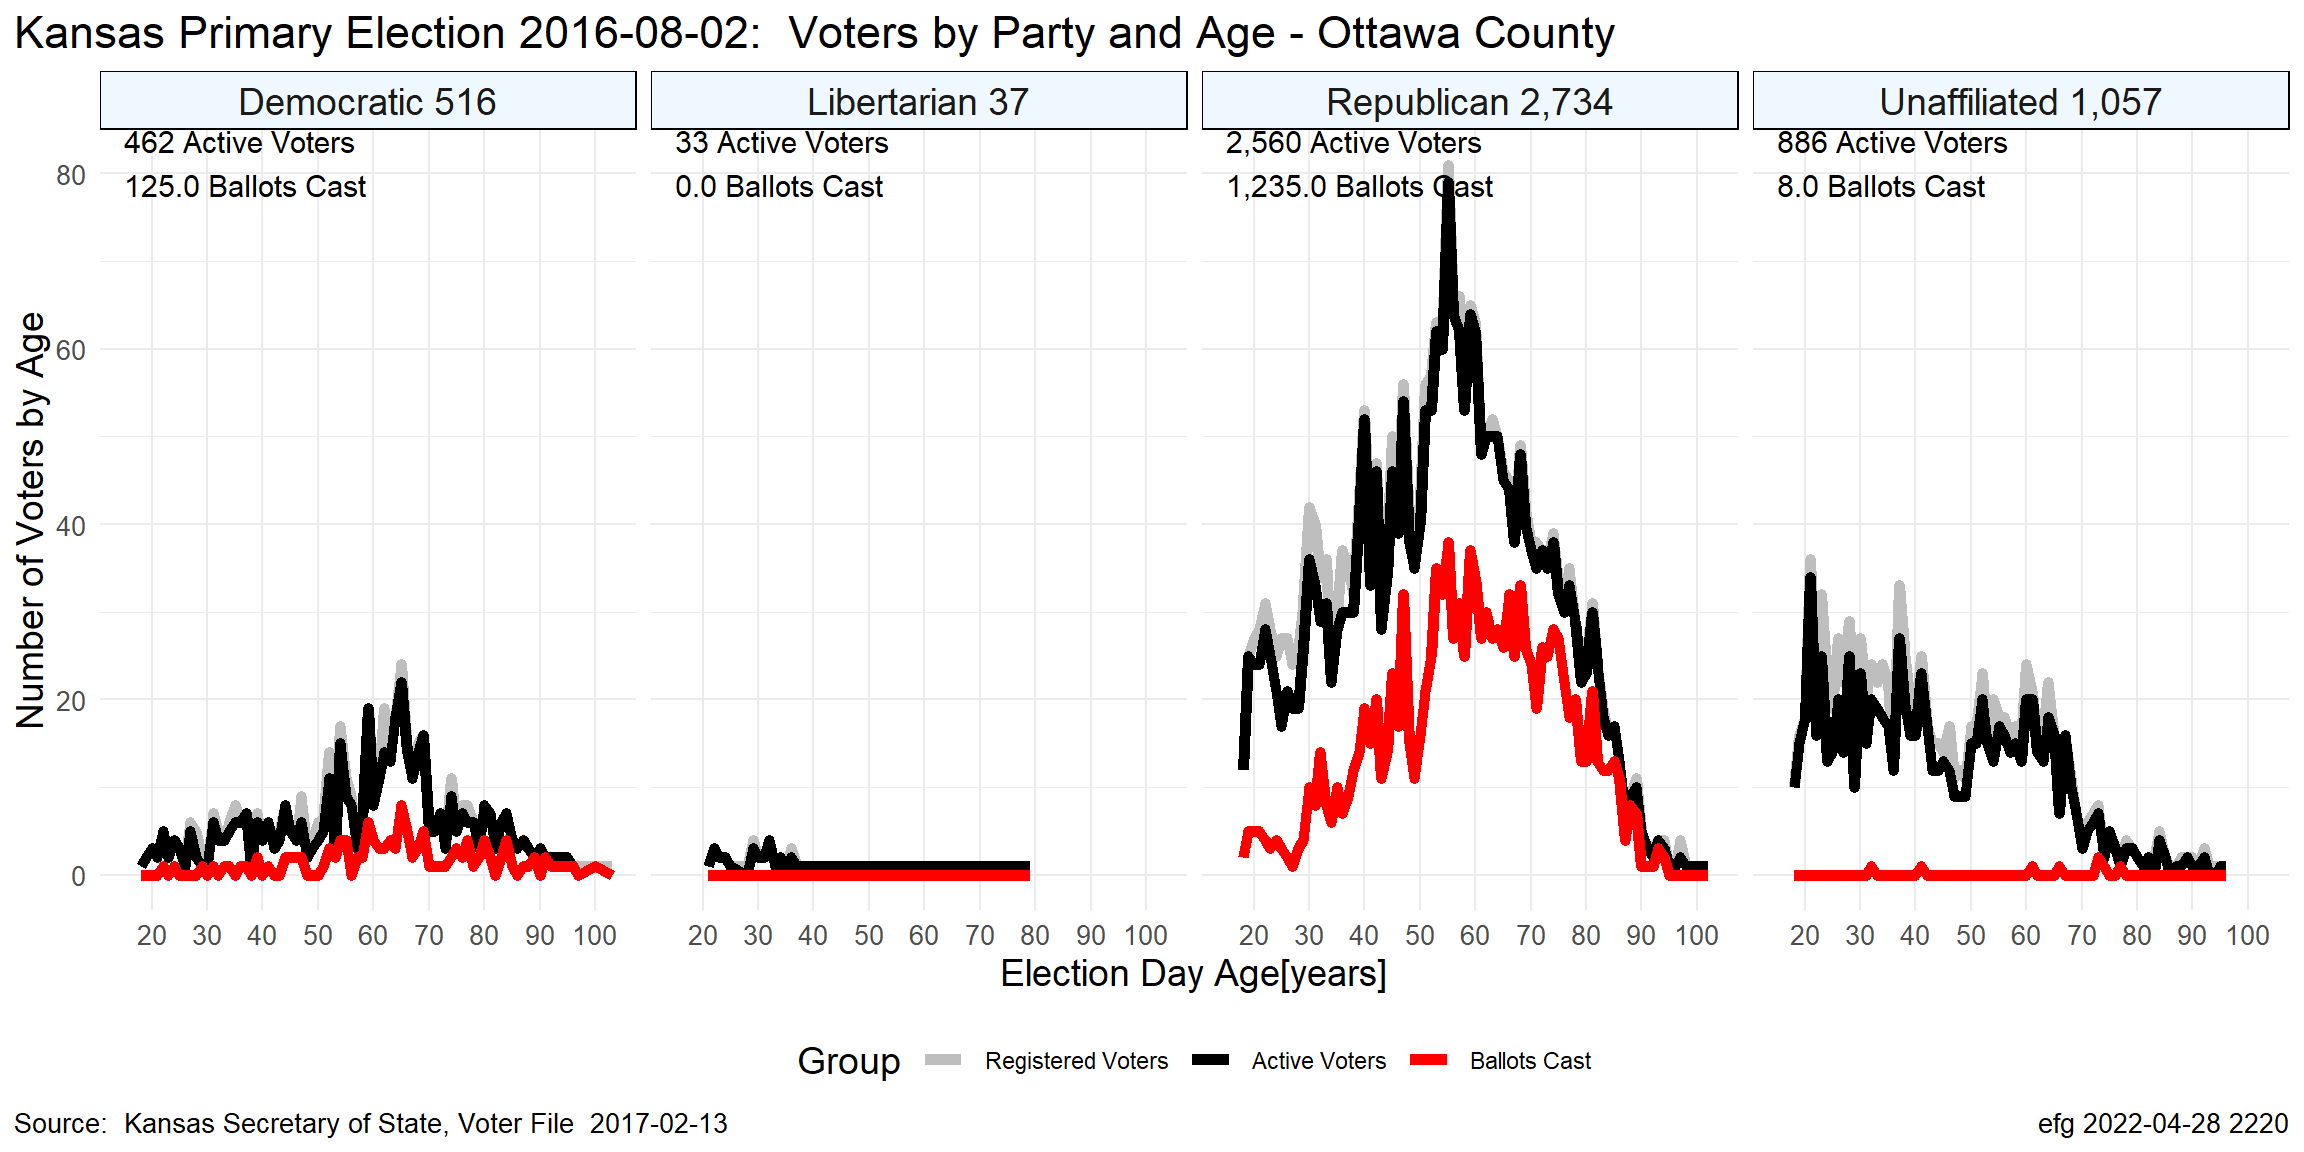 Kansas Primary Election 2016-08-02:  Voters by Party and Age - Ottawa County
Democratic 516
Libertarian 37
Republican 2,734
Unaffiliated 1,057
462 Active Voters
125.0 Ballots Cast
33 Active Voters
0.0 Ballots Cast
2,560 Active Voters
1,235.0 Ballots Cast
886 Active Voters
8.0 Ballots Cast
Number of Voters by Age
80
60
40
20
0
20 30 40 50 60 70 80 90 100
20 30 40 50 60 70 80 90 100
20 30 40 50 60 70 80 90 100
20 30 40 50 60 70 80 90 100
Election Day Age[years]
Group Registered Voters Active Voters Ballots Cast
Source:  Kansas Secretary of State, Voter File  2017-02-13
efg 2022-04-28 2220